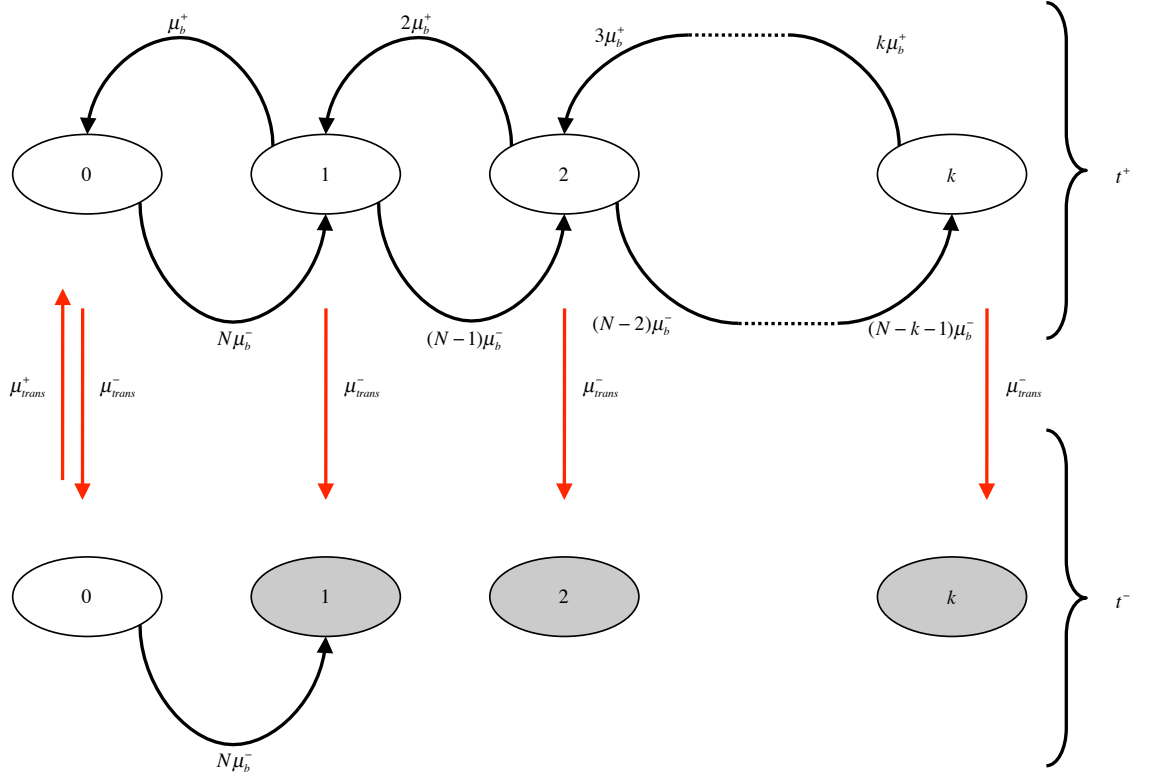 μ_b^+ 2μ_b^+ 3μ_b^+ kμ_b^+
0 1 2 k t^+
Nμ_b^- (N−1)μ_b^- (N−2)μ_b^- (N−k−1)μ_b^-
μ_trans^+ μ_trans^- μ_trans^- μ_trans^- μ_trans^-
0 1 2 k t^-
Nμ_b^-